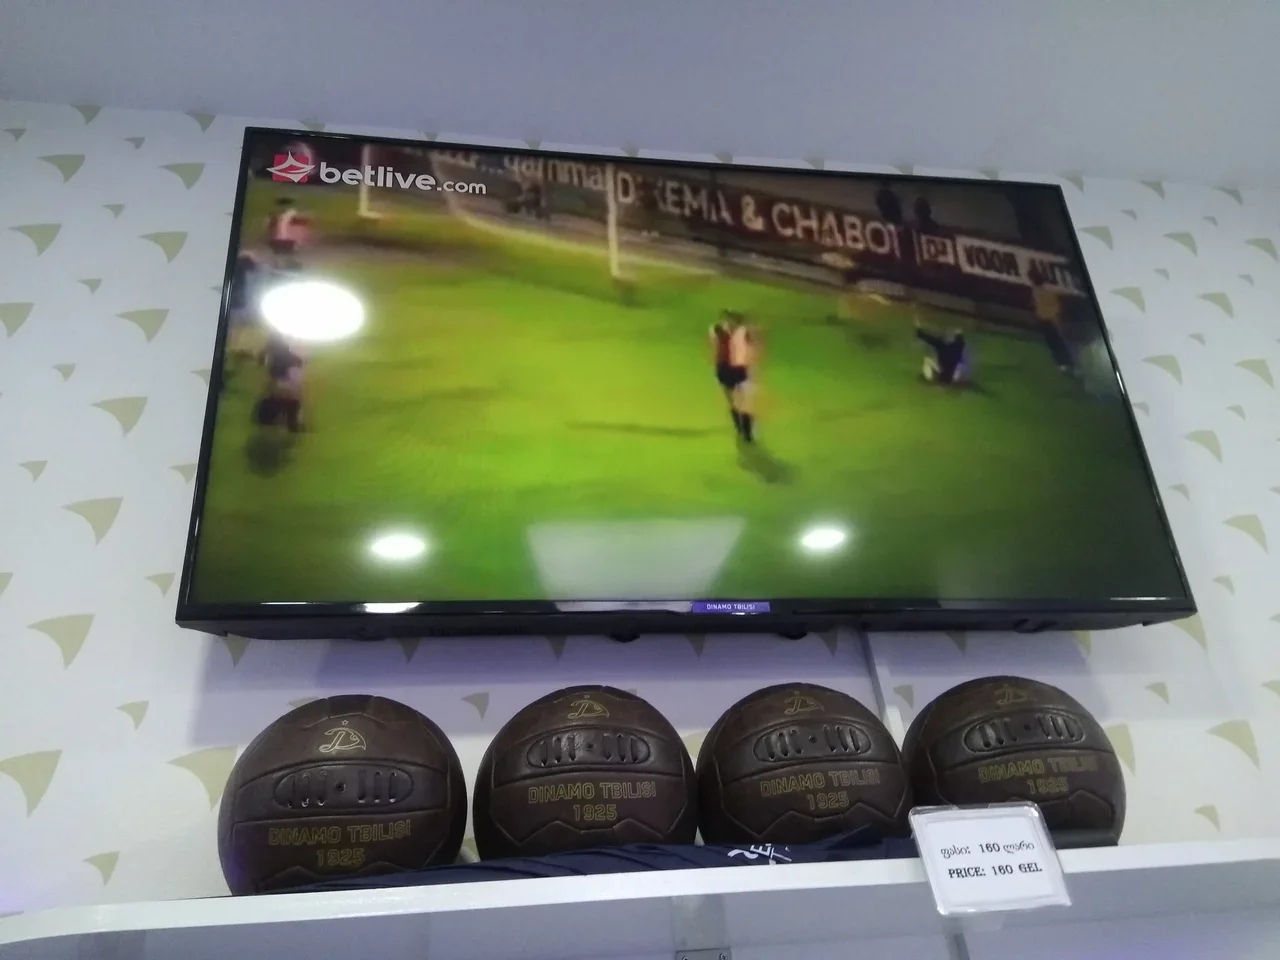 betlive.com
& CHABOT
VOOR AUT
DINAMO TBILISI
DINAMO TBILISI
1925
DINAMO TBILISI
1925
DINAMO TBILISI
1925
DINAMO TBILISI
1925
ფასი: 160 ლარი
PRICE: 160 GEL